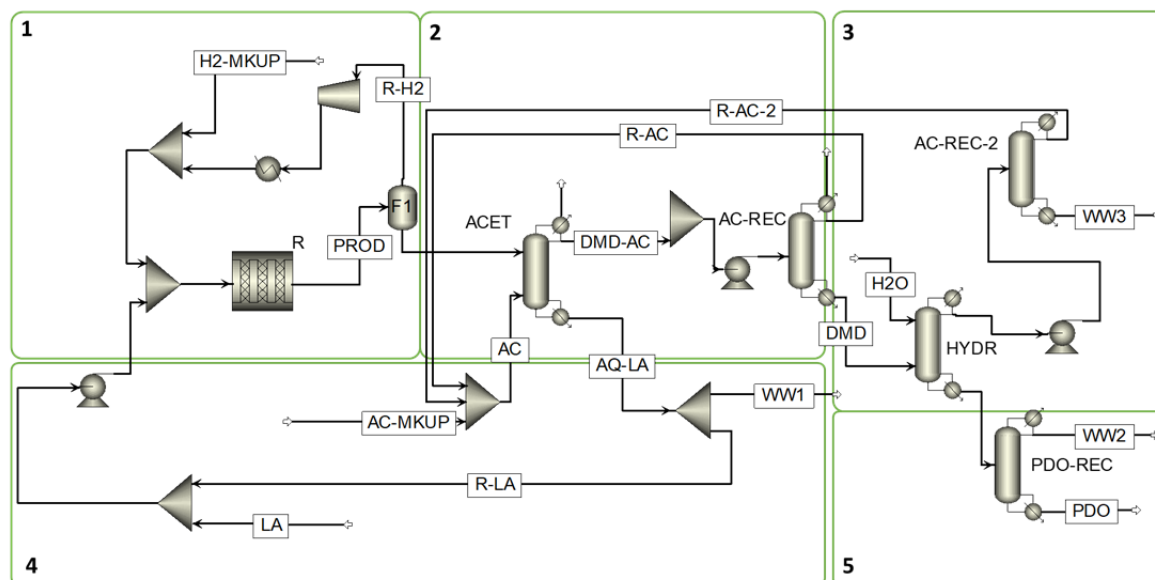 1
2
3
H2-MKUP
R-H2
R-AC-2
R-AC
AC-REC-2
F1
ACET
AC-REC
DMD-AC
WW3
R
PROD
H2O
DMD
HYDR
AC
AQ-LA
WW1
AC-MKUP
WW2
PDO-REC
R-LA
PDO
LA
4
5